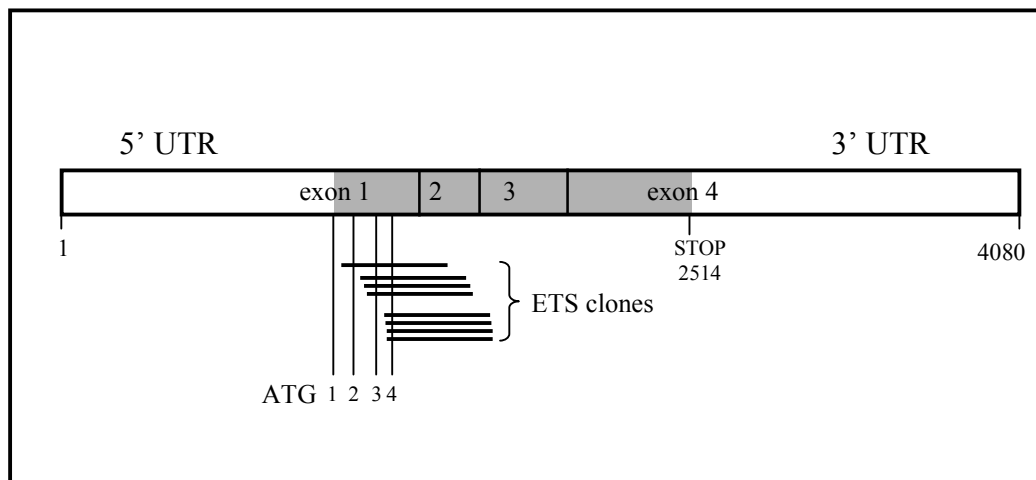 5’ UTR 3’ UTR
exon 1 2 3 exon 4
1 STOP 4080
2514
ETS clones
ATG 1 2 3 4